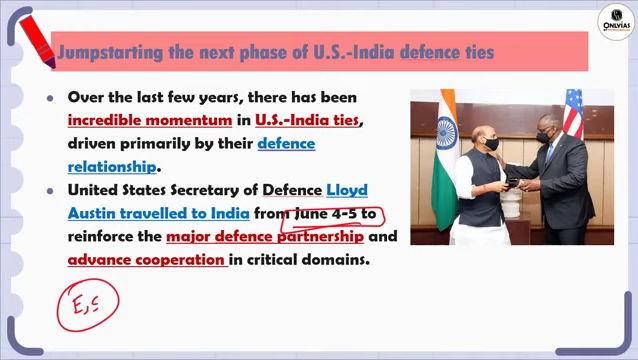 ONLYIAS
Jumpstarting the next phase of U.S.-India defence ties
Over the last few years, there has been
incredible momentum in U.S.-India ties,
driven primarily by their defence
relationship.
United States Secretary of Defence Lloyd
Austin travelled to India from June 4-5 to
reinforce the major defence partnership and
advance cooperation in critical domains.
E,S